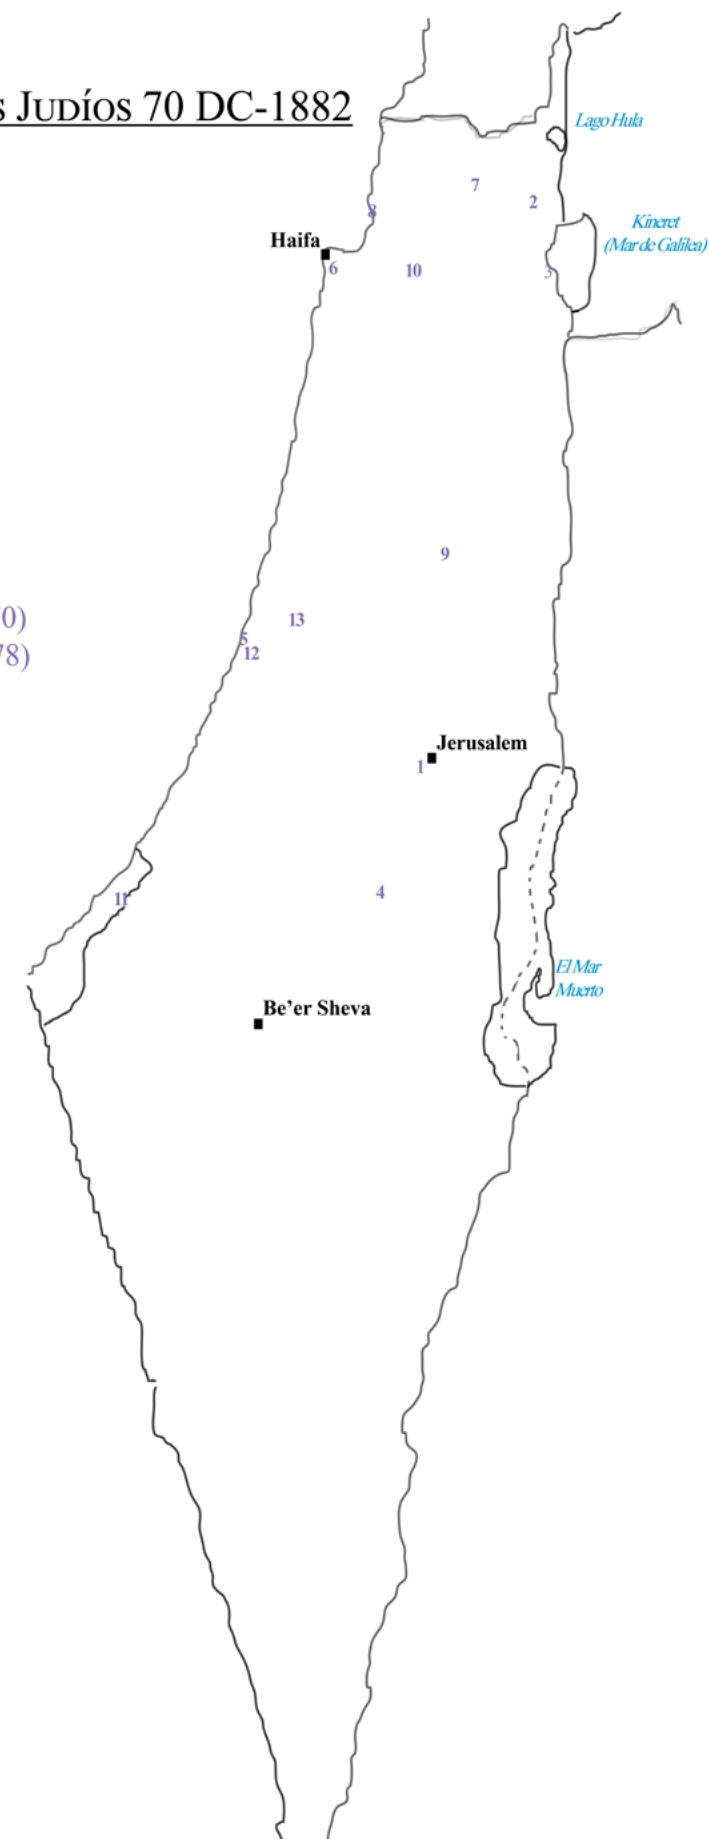 s Judíos 70 DC-1882
Lago Hula
7
2
8
Kineret
(Mar de Galilea)
Haifa
6
10
3
9
0)
13
5
78)
12
Jerusalem
1
4
11
El Mar
Muerto
Be’er Sheva